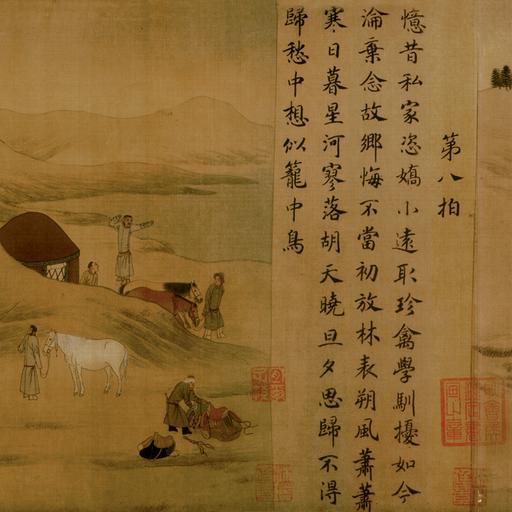 第八拍
憶昔私家恣嬌小遠取珍禽學馴擾如今
淪棄念故鄉悔不當初放林表朔風蕭蕭
寒日暮星河寥落胡天曉旦夕思歸不得
歸愁中想似籠中鳥